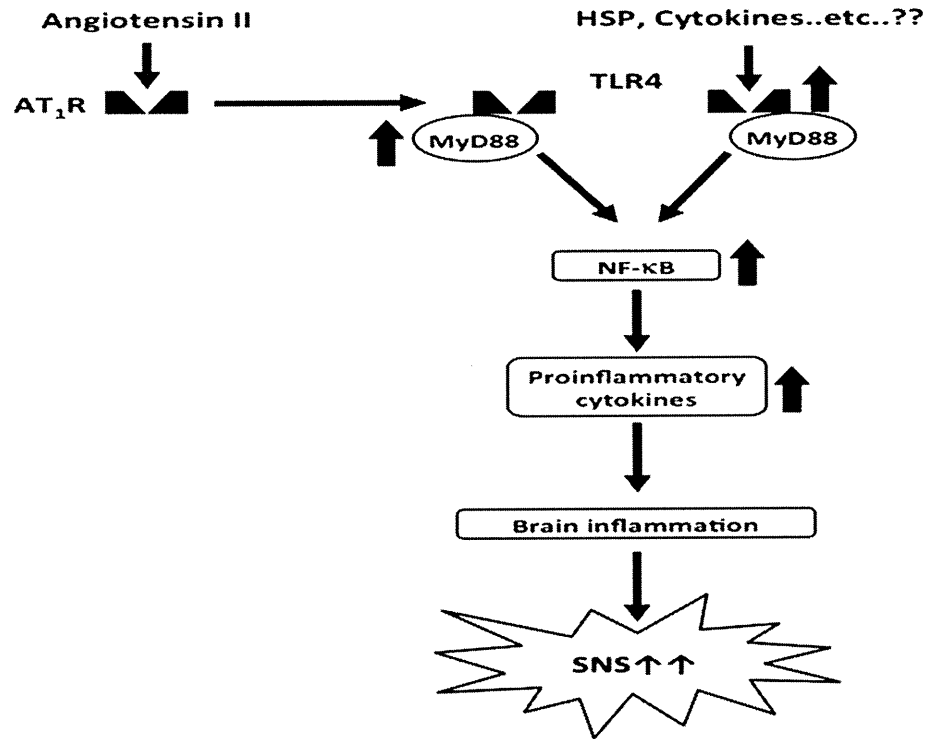 Angiotensin II
HSP, Cytokines..etc..??
AT₁R
TLR4
MyD88
MyD88
NF-κB
Proinflammatory
cytokines
Brain inflammation
SNS↑↑